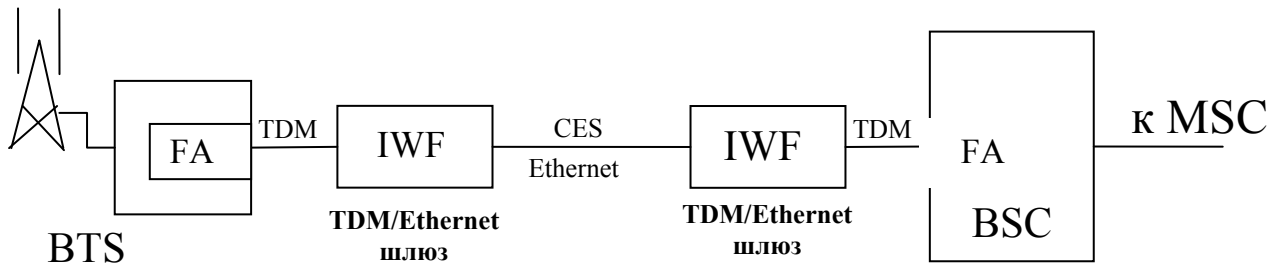 FA
TDM
IWF
CES
Ethernet
IWF
TDM
FA
к MSC
BTS
TDM/Ethernet
шлюз
TDM/Ethernet
шлюз
BSC